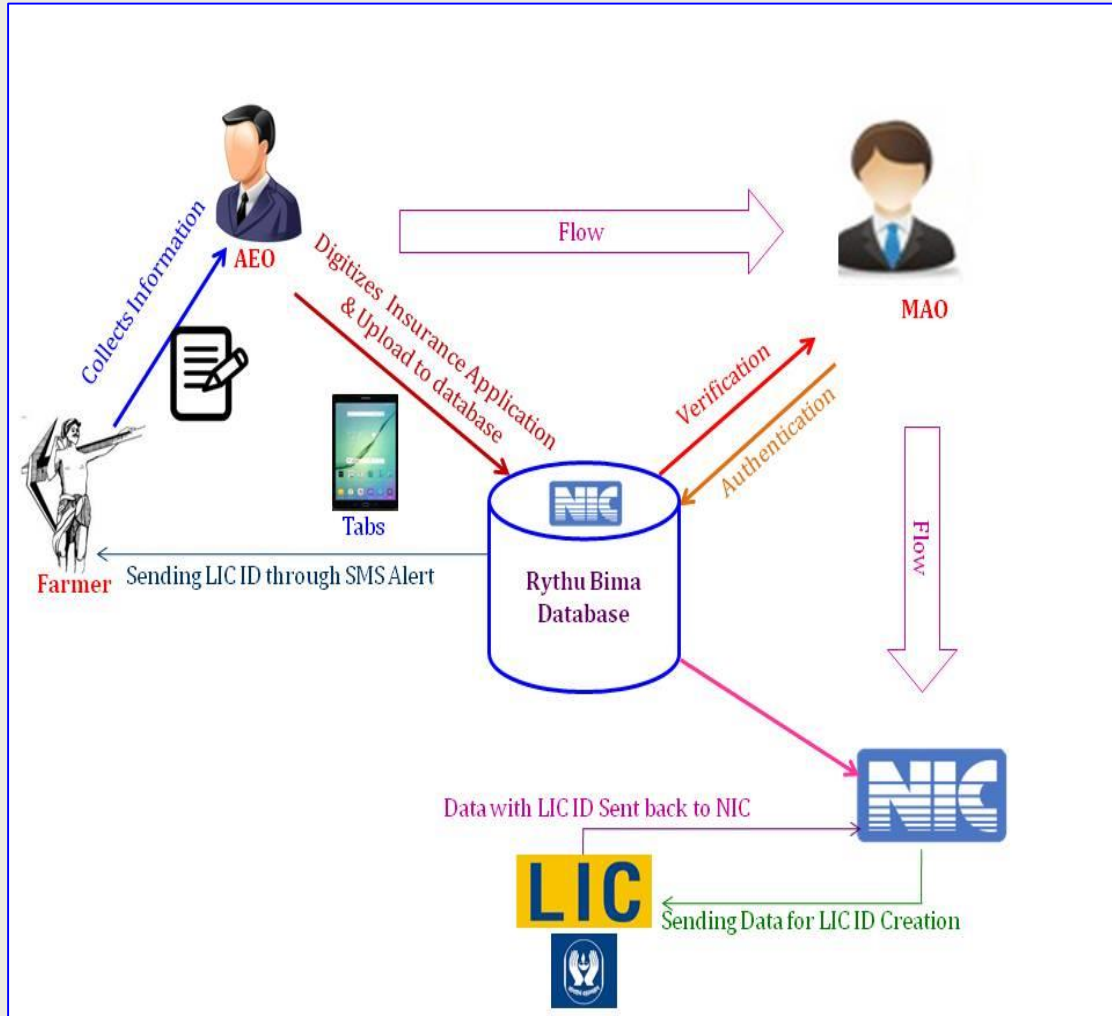 AEO
Flow
MAO
Collects Information
Digitizes Insurance Application
& Upload to database
Verification
Authentication
Tabs
NIC
Rythu Bima
Database
Farmer
Sending LIC ID through SMS Alert
Flow
NIC
Data with LIC ID Sent back to NIC
LIC
Sending Data for LIC ID Creation